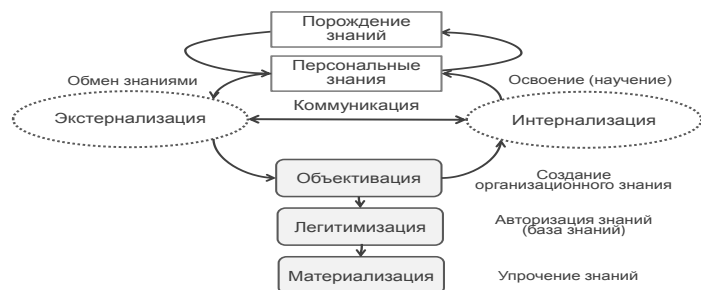 Порождение
знаний
Персональные
знания
Обмен знаниями
Освоение (научение)
Коммуникация
Экстернализация
Интернализация
Объективация
Создание
организационного знания
Легитимизация
Авторизация знаний
(база знаний)
Материализация
Упрочение знаний